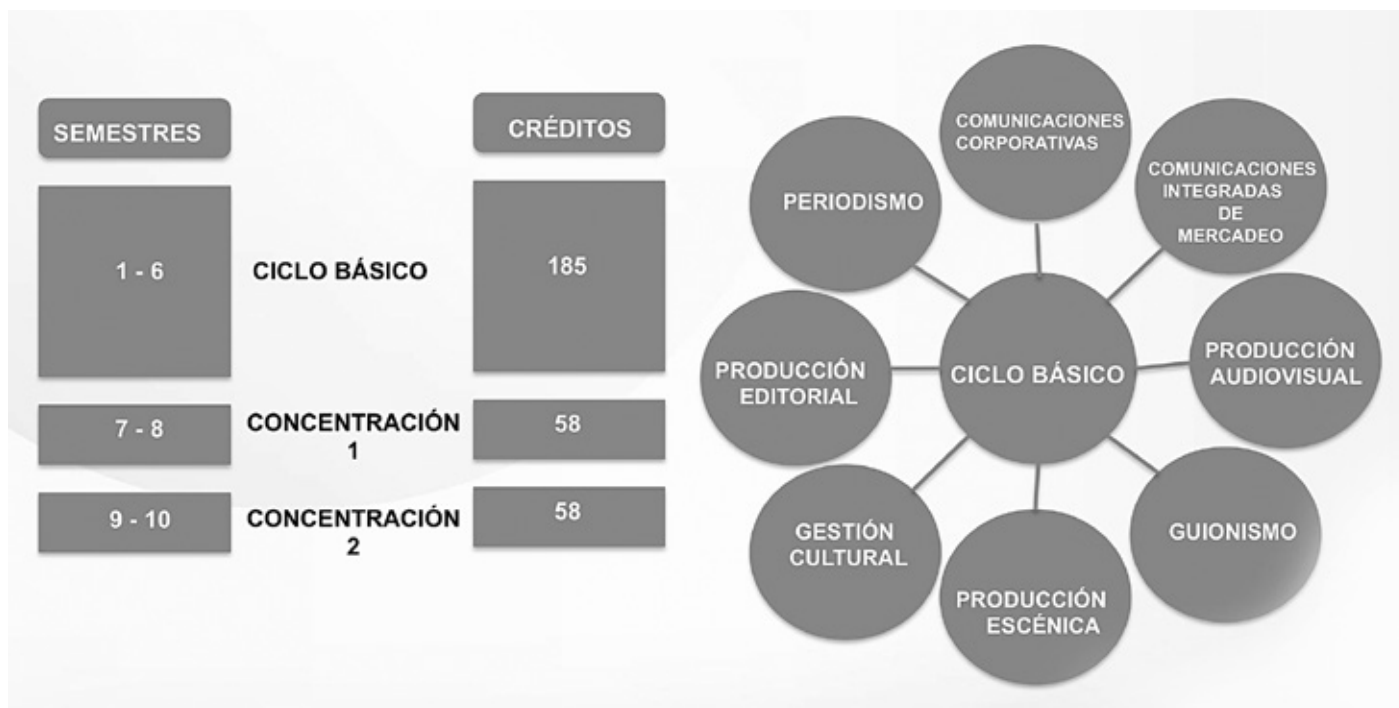 SEMESTRES
CRÉDITOS
1 - 6
CICLO BÁSICO
185
7 - 8
CONCENTRACIÓN
1
58
9 - 10
CONCENTRACIÓN
2
58
COMUNICACIONES
CORPORATIVAS
COMUNICACIONES
INTEGRADAS
DE
MERCADEO
PERIODISMO
PRODUCCIÓN
EDITORIAL
CICLO BÁSICO
PRODUCCIÓN
AUDIOVISUAL
GESTIÓN
CULTURAL
GUIONISMO
PRODUCCIÓN
ESCÉNICA